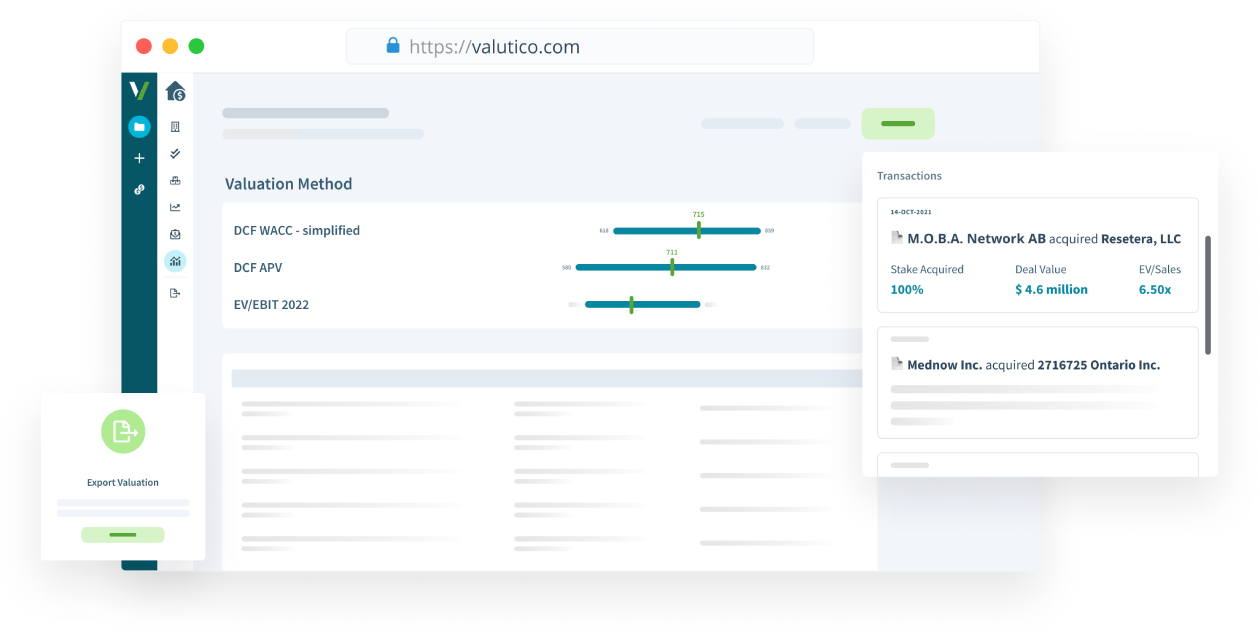 https://valutico.com
Valuation Method
DCF WACC - simplified
618
715
859
DCF APV
580
711
832
EV/EBIT 2022
Transactions
14-OCT-2021
M.O.B.A. Network AB acquired Resetera, LLC
Stake Acquired Deal Value EV/Sales
100% $ 4.6 million 6.50x
Mednow Inc. acquired 2716725 Ontario Inc.
Export Valuation